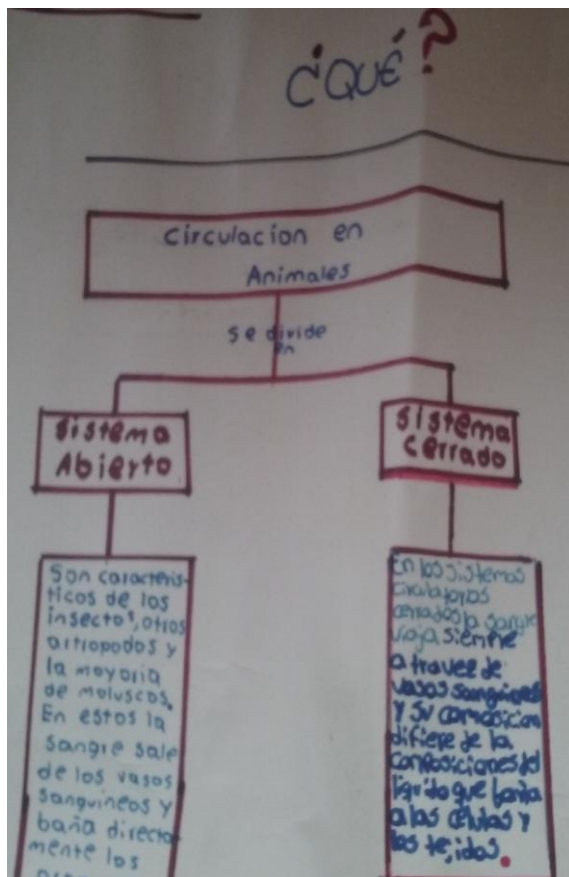 ¿QUÉ?
Circulacion en
Animales
se divide
en
sistema
Abierto
sistema
cerrado
Son caracterís-
ticos de los
insectos, otros
artropodos y
la mayoria
de moluscos.
En estos la
sangre sale
de los vasos
sanguineos y
baña directa-
mente los
En los sistemas
cerrados la sangre
viaja siempre
a travez de
vasos sanguineos
y su composicion
difiere de la
composiciones del
liquido que baña
a las células y
los tejidos.